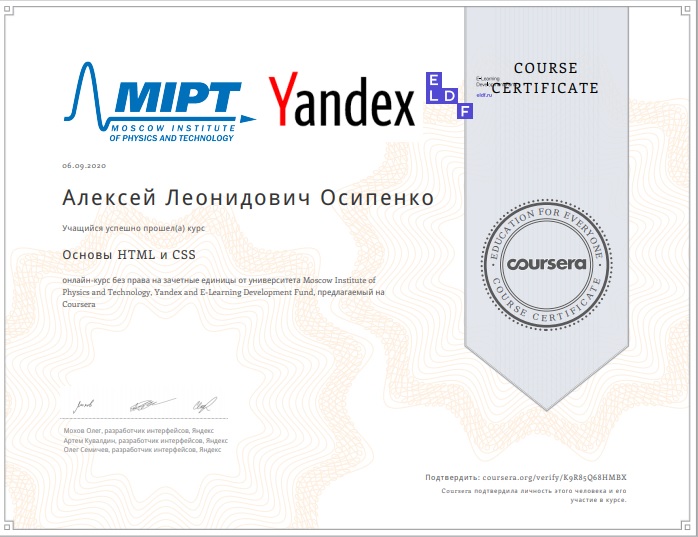 MIPT
MOSCOW INSTITUTE
OF PHYSICS AND TECHNOLOGY
Yandex
E
L D
F
E-Learning
eldf.ru
COURSE
CERTIFICATE
06.09.2020
Алексей Леонидович Осипенко
Учащийся успешно прошел(а) курс
Основы HTML и CSS
онлайн-курс без права на зачетные единицы от университета Moscow Institute of
Physics and Technology, Yandex and E-Learning Development Fund, предлагаемый на
Coursera
EDUCATION FOR EVERYONE
coursera
COURSE CERTIFICATE
Мохов Олег, разработчик интерфейсов, Яндекс
Артем Кувалдин, разработчик интерфейсов, Яндекс
Олег Семичев, разработчик интерфейсов, Яндекс
Подтвердить: coursera.org/verify/K9R85Q68HMBX
Coursera подтвердила личность этого человека и его
участие в курсе.